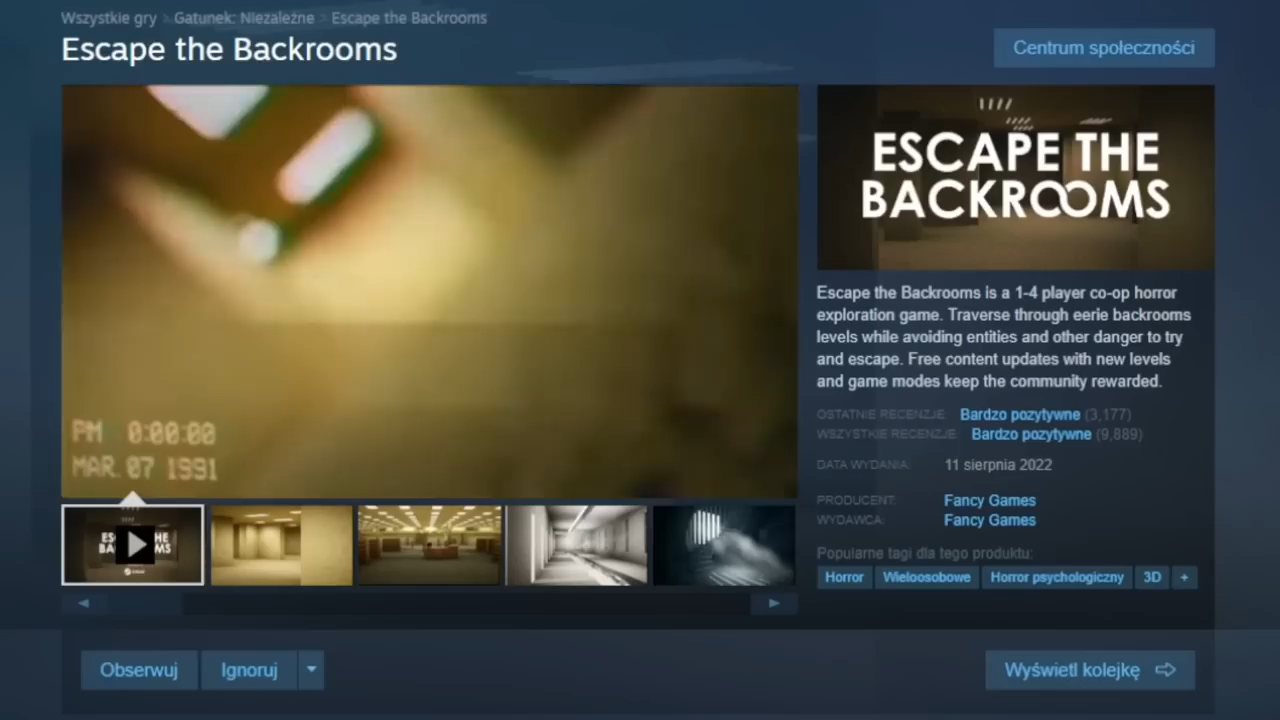 Wszystkie gry > Gatunek: Niezależne > Escape the Backrooms
Escape the Backrooms
Centrum społeczności
PM 0:00:00
MAR. 07 1991
ESCAPE THE
BACKROOMS
Escape the Backrooms is a 1-4 player co-op horror
exploration game. Traverse through eerie backrooms
levels while avoiding entities and other danger to try
and escape. Free content updates with new levels
and game modes keep the community rewarded.
OSTATNIE RECENZJE: Bardzo pozytywne (3,177)
WSZYSTKIE RECENZJE: Bardzo pozytywne (9,889)
DATA WYDANIA: 11 sierpnia 2022
PRODUCENT: Fancy Games
WYDAWCA: Fancy Games
Popularne tagi dla tego produktu:
Horror Wieloosobowe Horror psychologiczny 3D +
Obserwuj Ignoruj
Wyświetl kolejkę